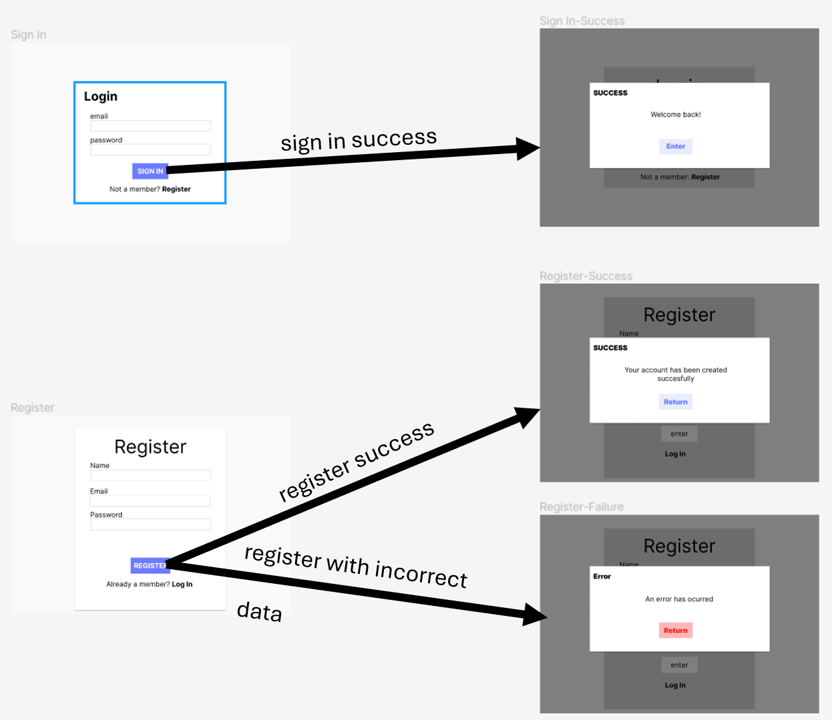 Sign In
Login
email
password
SIGN IN
Not a member? Register
sign in success
Sign In-Success
SUCCESS
Welcome back!
Enter
Not a member: Register
Register
Register
Name
Email
Password
REGISTER
Already a member? Log In
register success
register with incorrect
data
Register-Success
Register
Name
SUCCESS
Your account has been created
succesfully
Return
enter
Log In
Register-Failure
Register
Name
Error
An error has ocurred
Return
enter
Log In